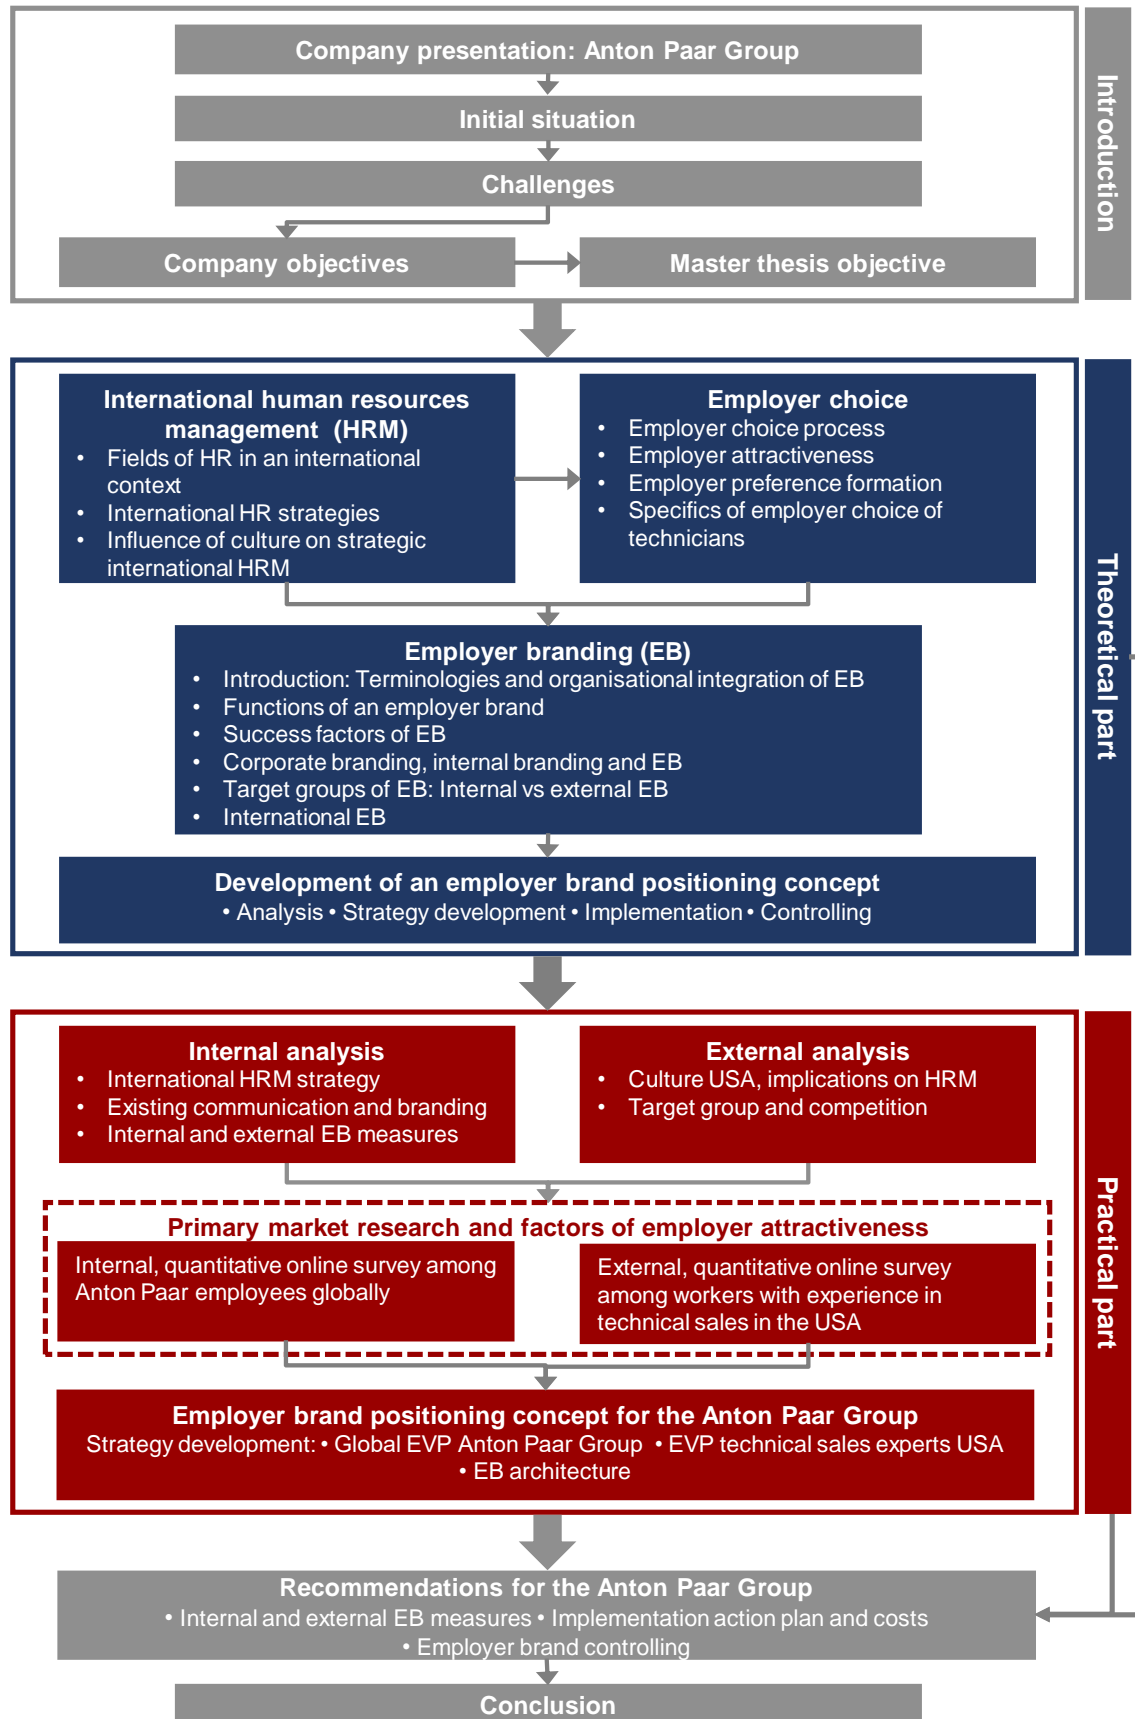 Company presentation: Anton Paar Group
Initial situation
Challenges
Company objectives
Master thesis objective
Introduction
International human resources
management (HRM)
• Fields of HR in an international
context
• International HR strategies
• Influence of culture on strategic
international HRM
Employer choice
• Employer choice process
• Employer attractiveness
• Employer preference formation
• Specifics of employer choice of
technicians
Employer branding (EB)
• Introduction: Terminologies and organisational integration of EB
• Functions of an employer brand
• Success factors of EB
• Corporate branding, internal branding and EB
• Target groups of EB: Internal vs external EB
• International EB
Development of an employer brand positioning concept
• Analysis • Strategy development • Implementation • Controlling
Theoretical part
Internal analysis
• International HRM strategy
• Existing communication and branding
• Internal and external EB measures
External analysis
• Culture USA, implications on HRM
• Target group and competition
Primary market research and factors of employer attractiveness
Internal, quantitative online survey among
Anton Paar employees globally
External, quantitative online survey
among workers with experience in
technical sales in the USA
Employer brand positioning concept for the Anton Paar Group
Strategy development: • Global EVP Anton Paar Group • EVP technical sales experts USA
• EB architecture
Practical part
Recommendations for the Anton Paar Group
• Internal and external EB measures • Implementation action plan and costs
• Employer brand controlling
Conclusion